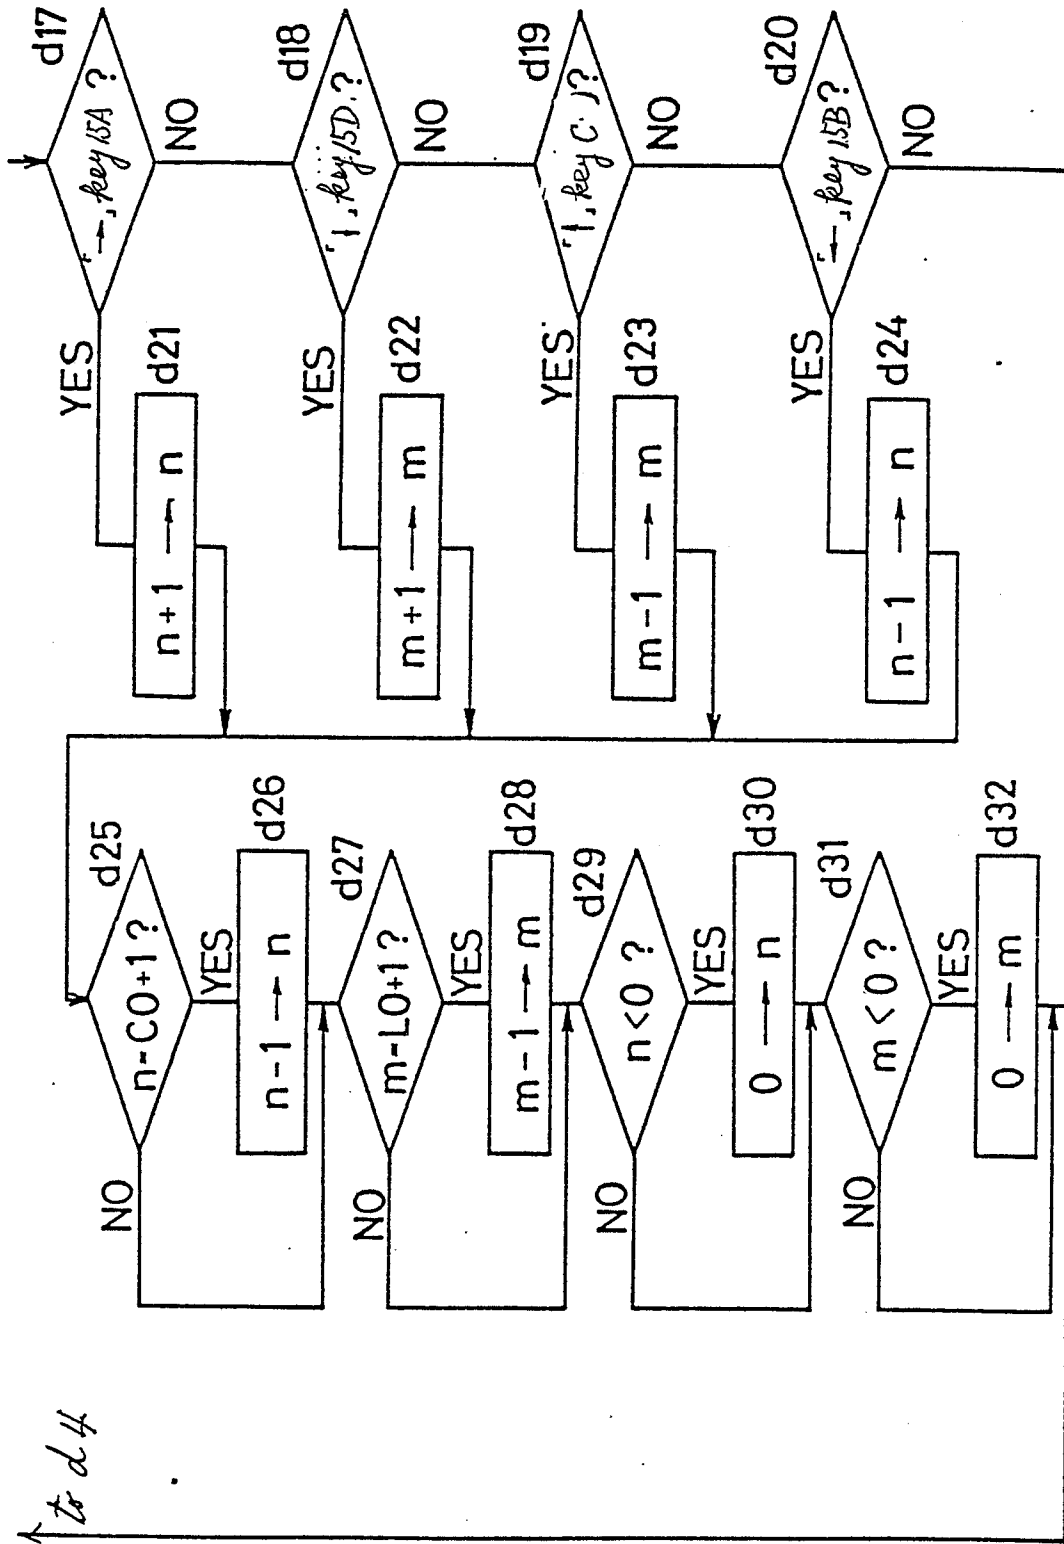 d17
「→」key 15A ?
NO
YES
n+1 → n
d21
d18
「↓」key 15D ?
NO
YES
m+1 → m
d22
d19
「↑」key C ) ?
NO
YES
m-1 → m
d23
d20
「←」key 15B ?
NO
YES
n-1 → n
d24
d25
n-CO+1 ?
NO
YES
n-1 → n
d26
d27
m-LO+1 ?
NO
YES
m-1 → m
d28
d29
n<0 ?
NO
YES
0 → n
d30
d31
m<0 ?
NO
YES
0 → m
d32
to d4